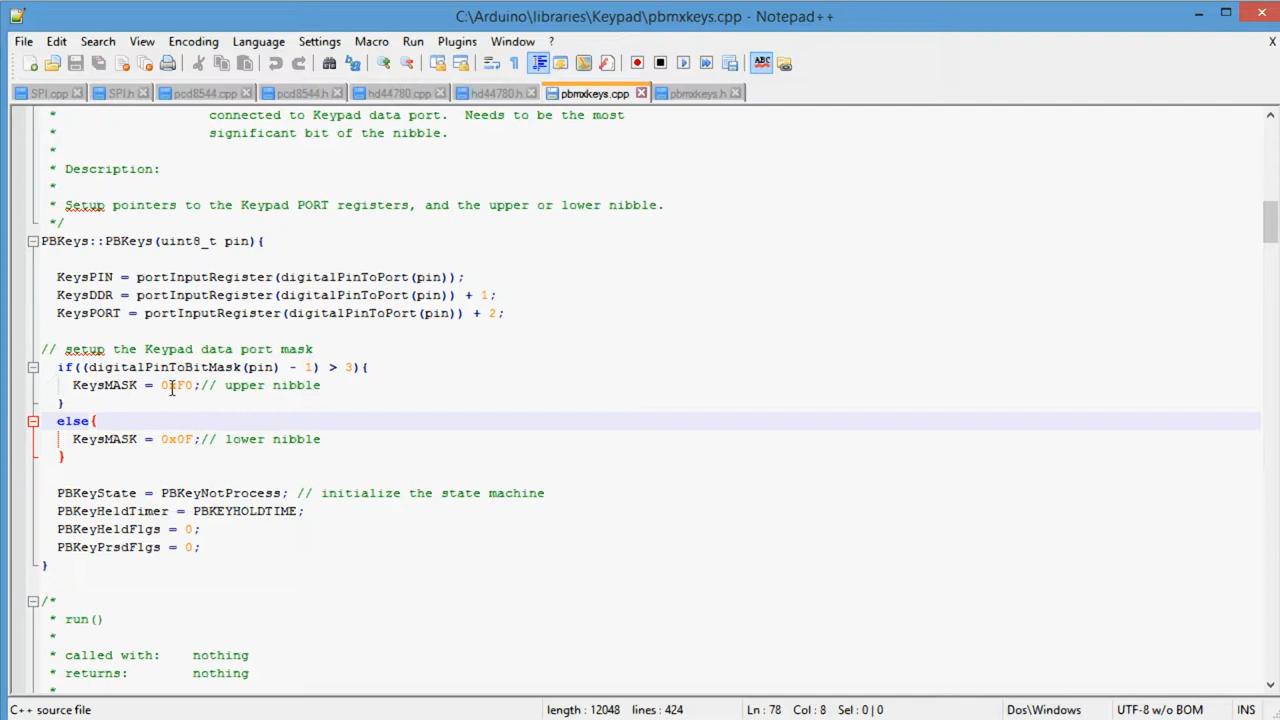 C:\Arduino\libraries\Keypad\pbmxkeys.cpp - Notepad++
File Edit Search View Encoding Language Settings Macro Run Plugins Window ? X
ABC
SPI.cpp SPI.h pcd8544.cpp pcd8544.h hd44780.cpp hd44780.h pbmxkeys.cpp pbmxkeys.h
* connected to Keypad data port. Needs to be the most
* significant bit of the nibble.
*
* Description:
*
* Setup pointers to the Keypad PORT registers, and the upper or lower nibble.
*/
PBKeys::PBKeys(uint8_t pin){
KeysPIN = portInputRegister(digitalPinToPort(pin));
KeysDDR = portInputRegister(digitalPinToPort(pin)) + 1;
KeysPORT = portInputRegister(digitalPinToPort(pin)) + 2;
// setup the Keypad data port mask
if((digitalPinToBitMask(pin) - 1) > 3){
KeysMASK = 0xF0;// upper nibble
}
else{
KeysMASK = 0x0F;// lower nibble
}
PBKeyState = PBKeyNotProcess; // initialize the state machine
PBKeyHeldTimer = PBKEYHOLDTIME;
PBKeyHeldFlgs = 0;
PBKeyPrsdFlgs = 0;
}
/*
* run()
*
* called with: nothing
* returns: nothing
*
C++ source file length : 12048 lines : 424 Ln : 78 Col : 8 Sel : 0 | 0 Dos\Windows UTF-8 w/o BOM INS